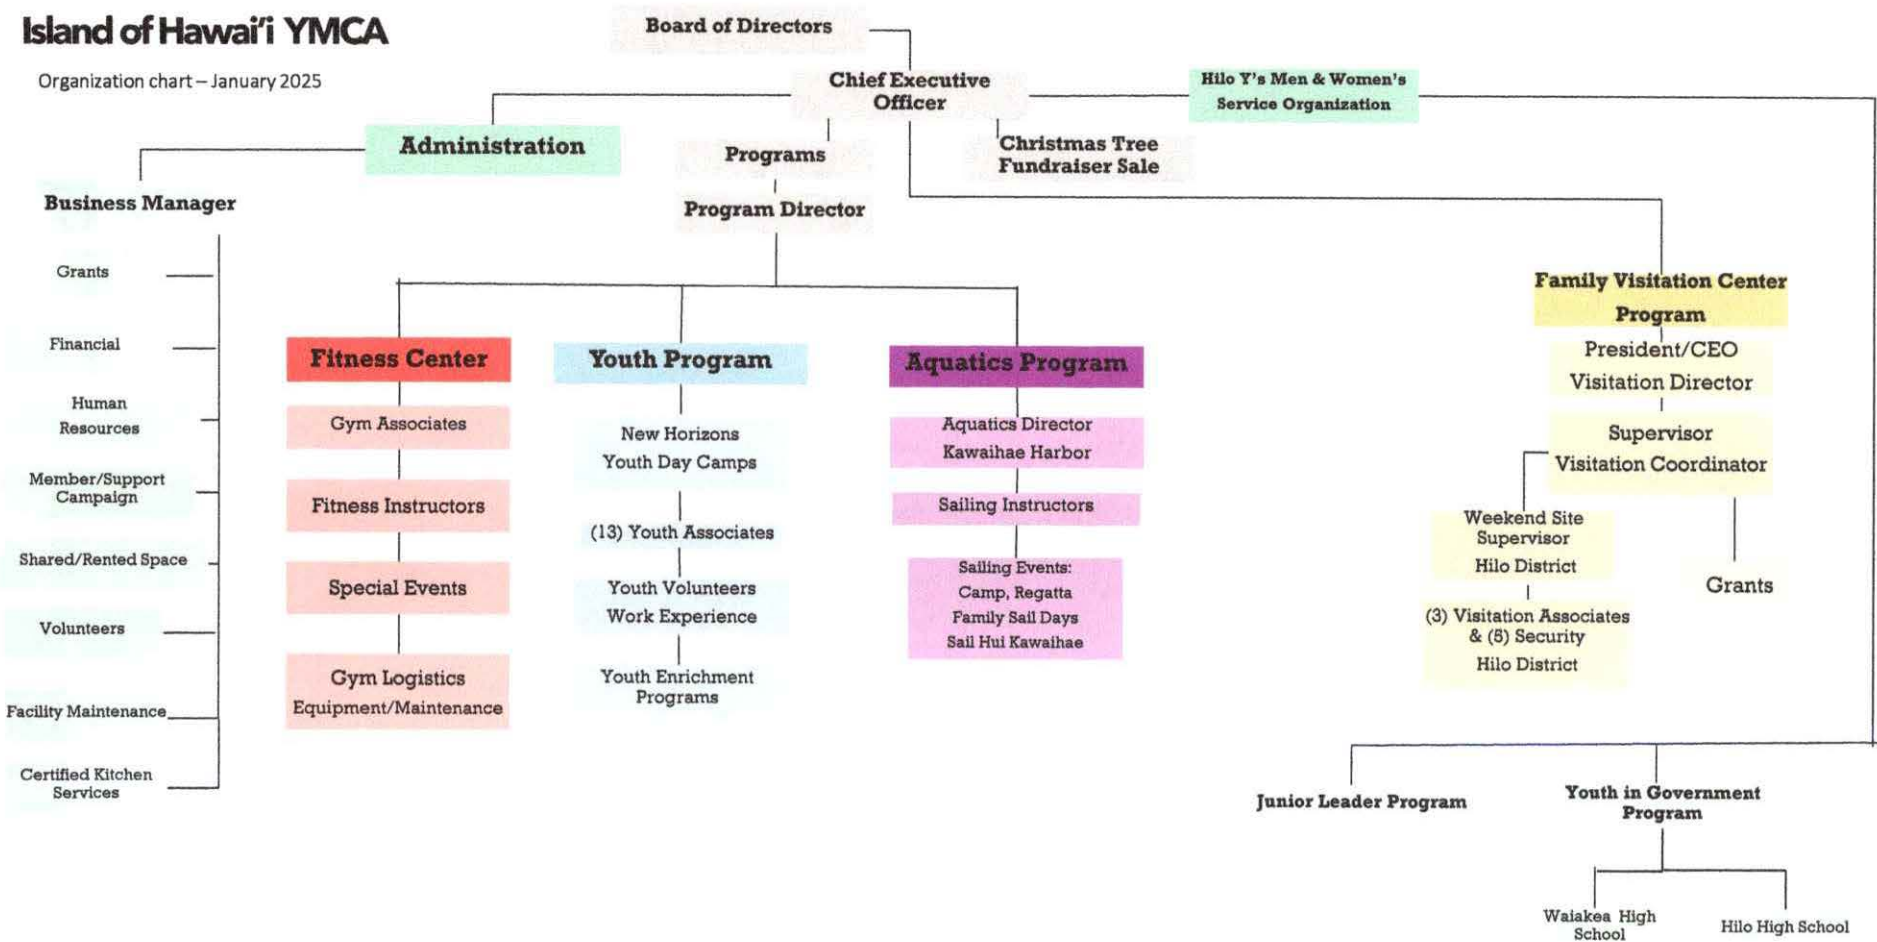 Island of Hawai'i YMCA
Organization chart – January 2025
Board of Directors
Chief Executive
Officer
Hilo Y's Men & Women's
Service Organization
Administration
Programs
Christmas Tree
Fundraiser Sale
Business Manager
Program Director
Grants
Financial
Human
Resources
Member/Support
Campaign
Shared/Rented Space
Volunteers
Facility Maintenance
Certified Kitchen
Services
Fitness Center
Gym Associates
Fitness Instructors
Special Events
Gym Logistics
Equipment/Maintenance
Youth Program
New Horizons
Youth Day Camps
(13) Youth Associates
Youth Volunteers
Work Experience
Youth Enrichment
Programs
Aquatics Program
Aquatics Director
Kawaihae Harbor
Sailing Instructors
Sailing Events:
Camp, Regatta
Family Sail Days
Sail Hui Kawaihae
Family Visitation Center
Program
President/CEO
Visitation Director
Supervisor
Visitation Coordinator
Weekend Site
Supervisor
Hilo District
(3) Visitation Associates
& (5) Security
Hilo District
Grants
Junior Leader Program
Youth in Government
Program
Waiakea High
School
Hilo High School